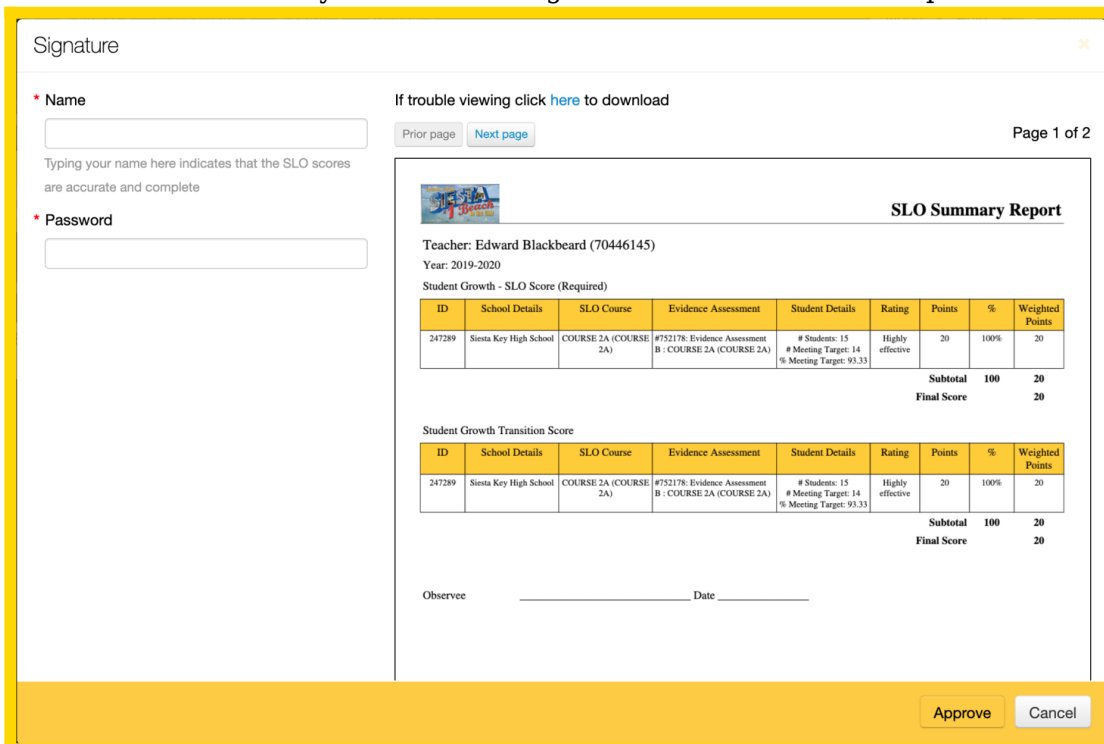 Signature
×
* Name
Typing your name here indicates that the SLO scores
are accurate and complete
* Password
If trouble viewing click here to download
Prior page Next page Page 1 of 2
SIESTA
#1 Beach
SLO Summary Report
Teacher: Edward Blackbeard (70446145)
Year: 2019-2020
Student Growth - SLO Score (Required)
ID School Details SLO Course Evidence Assessment Student Details Rating Points % Weighted
Points
247289 Siesta Key High School COURSE 2A (COURSE #752178: Evidence Assessment # Students: 15 Highly 20 100% 20
2A) B : COURSE 2A (COURSE 2A) # Meeting Target: 14 effective
% Meeting Target: 93.33
Subtotal 100 20
Final Score 20
Student Growth Transition Score
ID School Details SLO Course Evidence Assessment Student Details Rating Points % Weighted
Points
247289 Siesta Key High School COURSE 2A (COURSE #752178: Evidence Assessment # Students: 15 Highly 20 100% 20
2A) B : COURSE 2A (COURSE 2A) # Meeting Target: 14 effective
% Meeting Target: 93.33
Subtotal 100 20
Final Score 20
Observee Date
Approve Cancel